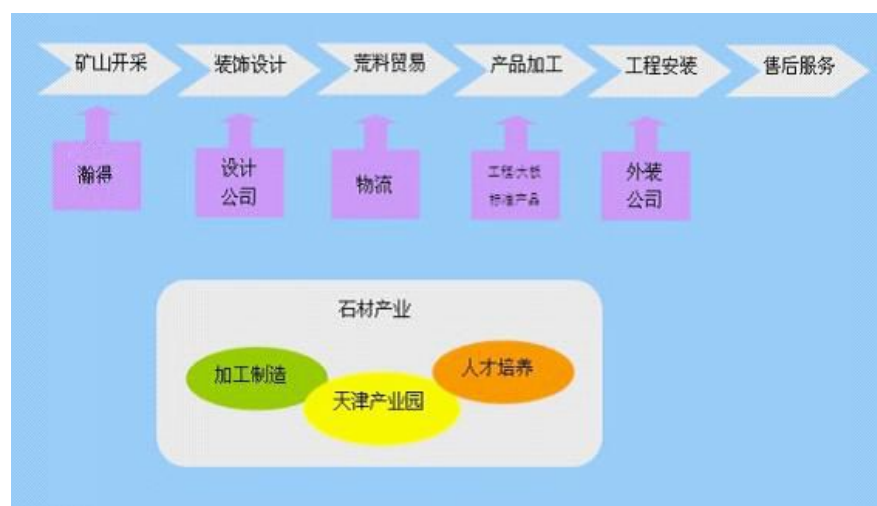 矿山开采
装饰设计
荒料贸易
产品加工
工程安装
售后服务
瀚得
设计
公司
物流
工程大板
标准产品
外装
公司
石材产业
加工制造
天津产业园
人才培养